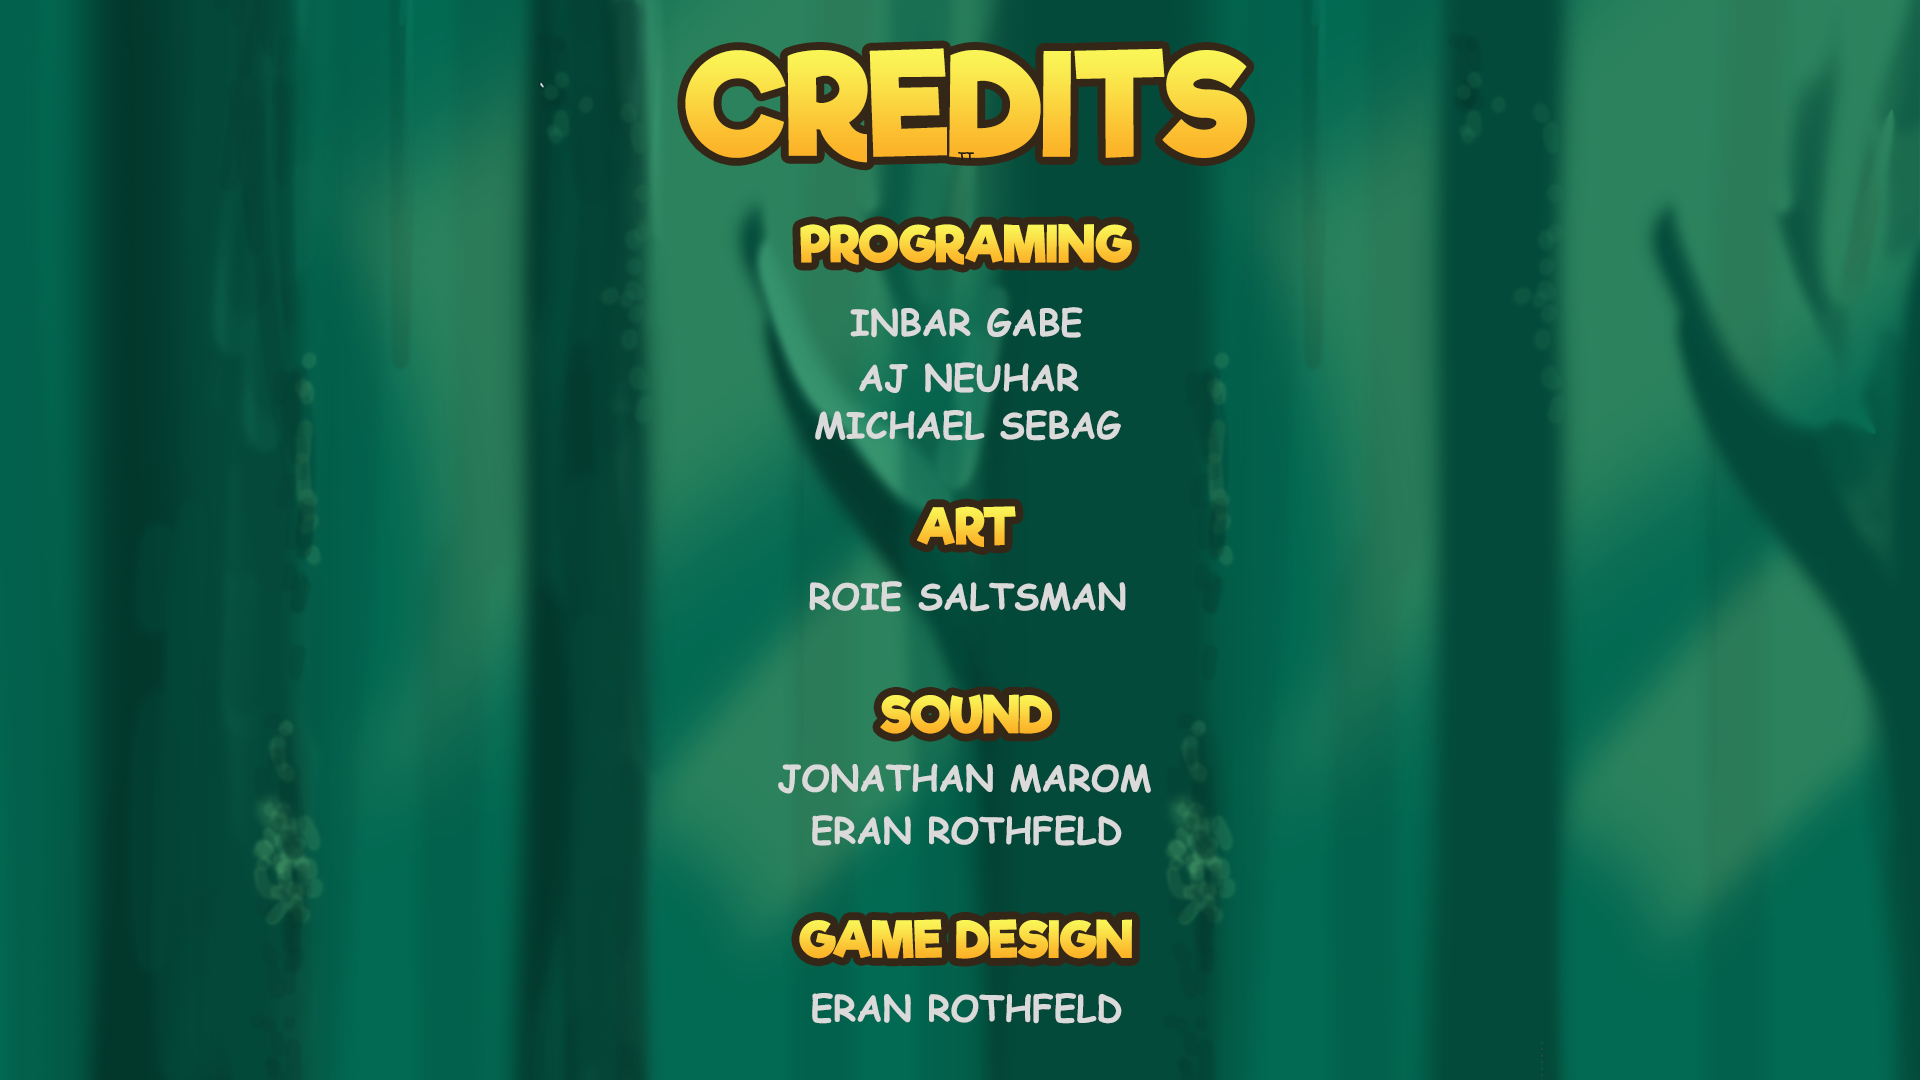 CREDITS
PROGRAMING
INBAR GABE
AJ NEUHAR
MICHAEL SEBAG
ART
ROIE SALTSMAN
SOUND
JONATHAN MAROM
ERAN ROTHFELD
GAME DESIGN
ERAN ROTHFELD